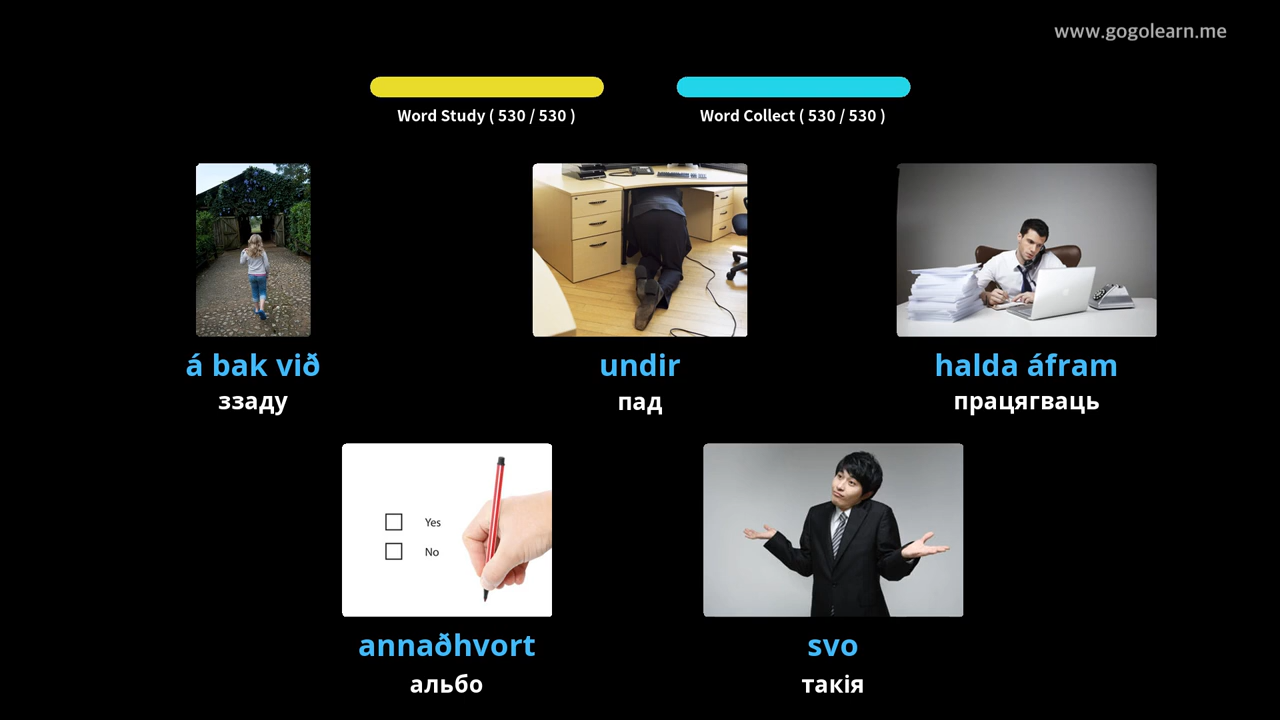 www.gogolearn.me
Word Study ( 530 / 530 )
Word Collect ( 530 / 530 )
á bak við
ззаду
undir
пад
halda áfram
працягваць
Yes
No
annaðhvort
альбо
svo
такія